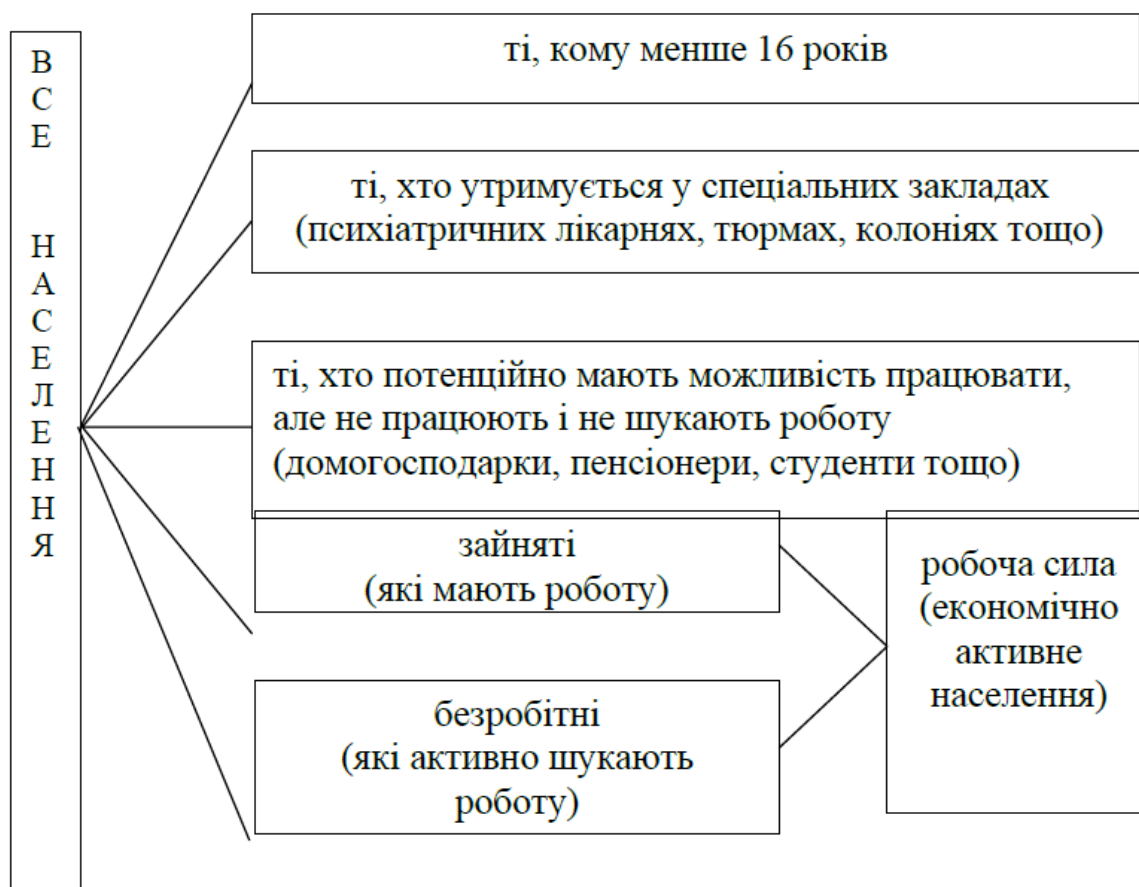 ВСЕ НАСЕЛЕННЯ
ті, кому менше 16 років
ті, хто утримується у спеціальних закладах
(психіатричних лікарнях, тюрмах, колоніях тощо)
ті, хто потенційно мають можливість працювати,
але не працюють і не шукають роботу
(домогосподарки, пенсіонери, студенти тощо)
зайняті
(які мають роботу)
безробітні
(які активно шукають
роботу)
робоча сила
(економічно
активне
населення)